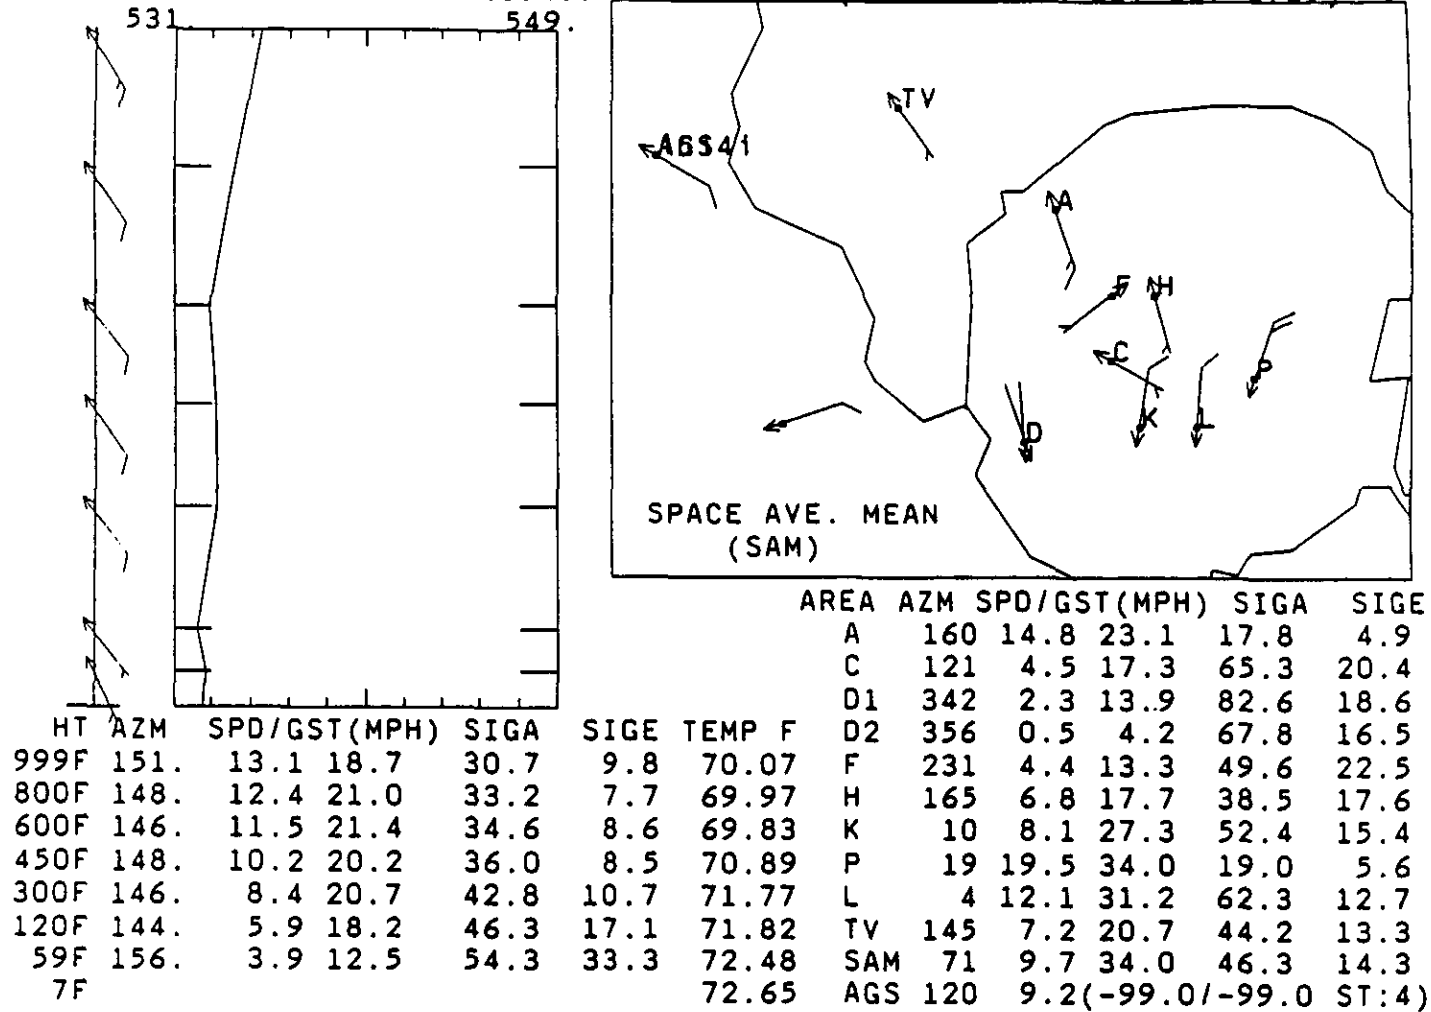 531. 549.
TV
AGS41
A
F H
C
P
D K L
SPACE AVE. MEAN
(SAM)
AREA AZM SPD/GST(MPH) SIGA SIGE
A 160 14.8 23.1 17.8 4.9
C 121 4.5 17.3 65.3 20.4
D1 342 2.3 13.9 82.6 18.6
D2 356 0.5 4.2 67.8 16.5
F 231 4.4 13.3 49.6 22.5
H 165 6.8 17.7 38.5 17.6
K 10 8.1 27.3 52.4 15.4
P 19 19.5 34.0 19.0 5.6
L 4 12.1 31.2 62.3 12.7
TV 145 7.2 20.7 44.2 13.3
SAM 71 9.7 34.0 46.3 14.3
AGS 120 9.2(-99.0/-99.0 ST:4)
HT AZM SPD/GST(MPH) SIGA SIGE TEMP F
999F 151. 13.1 18.7 30.7 9.8 70.07
800F 148. 12.4 21.0 33.2 7.7 69.97
600F 146. 11.5 21.4 34.6 8.6 69.83
450F 148. 10.2 20.2 36.0 8.5 70.89
300F 146. 8.4 20.7 42.8 10.7 71.77
120F 144. 5.9 18.2 46.3 17.1 71.82
59F 156. 3.9 12.5 54.3 33.3 72.48
7F 72.65